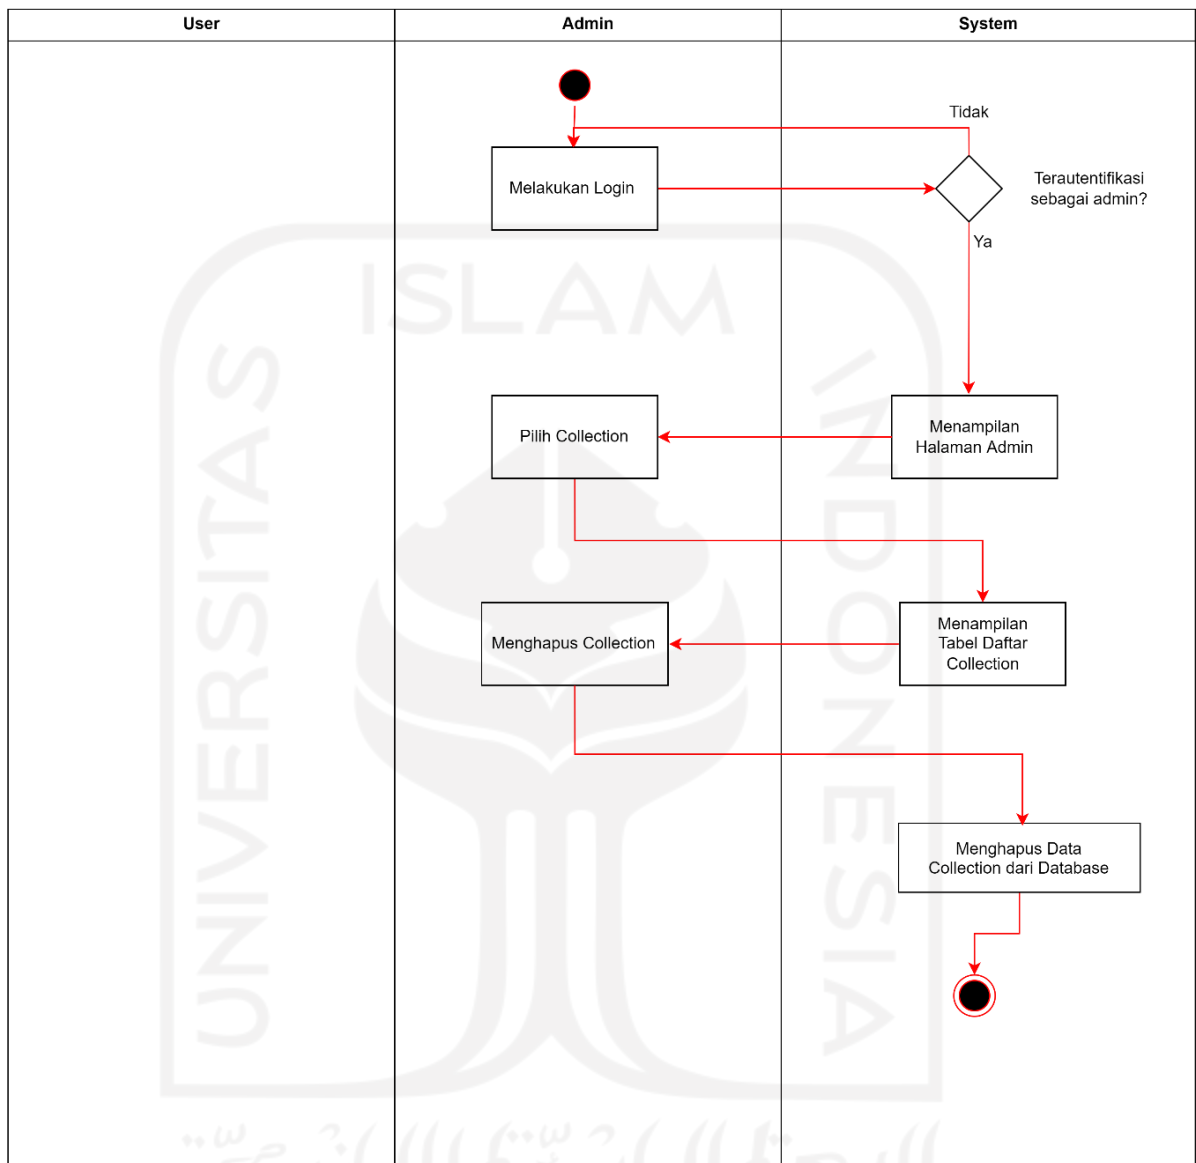 User
Admin
System
Tidak
Melakukan Login
Terautentifikasi
sebagai admin?
Ya
ISLAM
UNIVERSITAS
INDONESIA
Pilih Collection
Menampilan
Halaman Admin
Menghapus Collection
Menampilan
Tabel Daftar
Collection
Menghapus Data
Collection dari Database